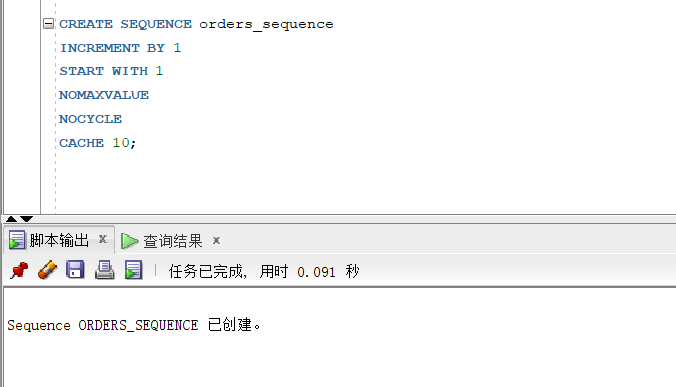 CREATE SEQUENCE orders_sequence
INCREMENT BY 1
START WITH 1
NOMAXVALUE
NOCYCLE
CACHE 10;
脚本输出 x 查询结果 x
任务已完成, 用时 0.091 秒
Sequence ORDERS_SEQUENCE 已创建。